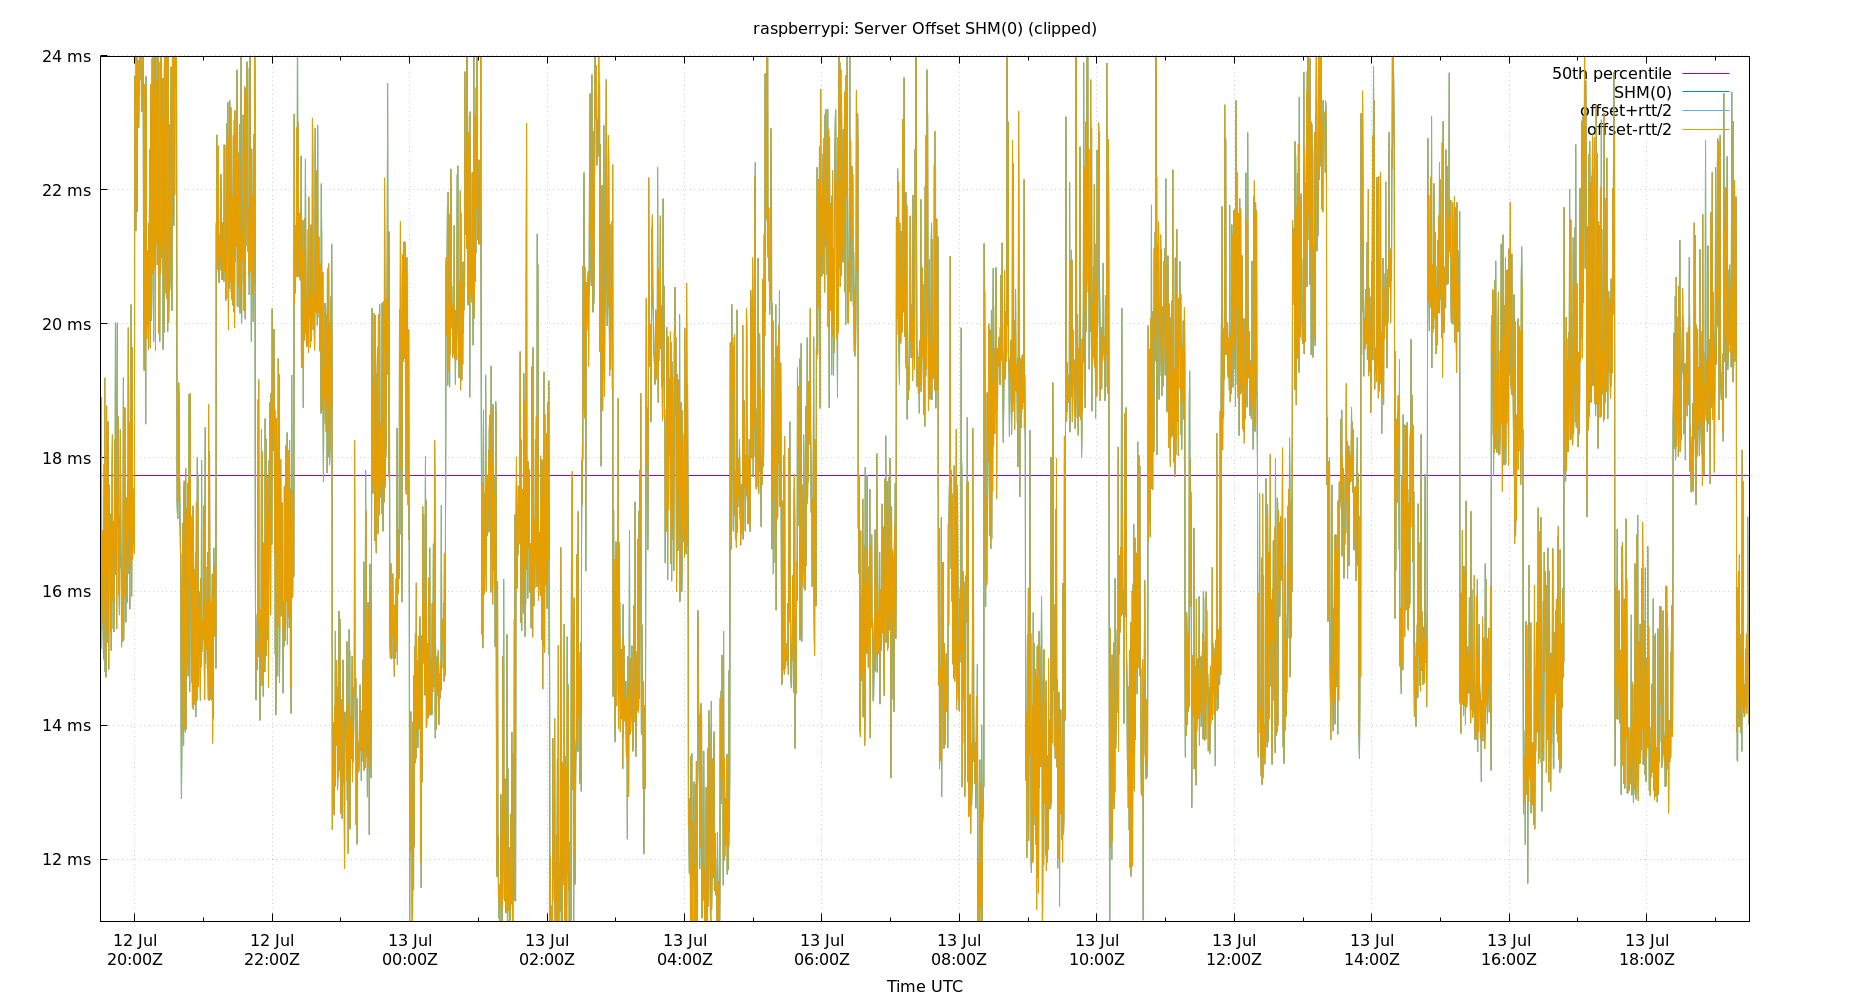 raspberrypi: Server Offset SHM(0) (clipped)
24 ms
22 ms
20 ms
18 ms
16 ms
14 ms
12 ms
50th percentile
SHM(0)
offset+rtt/2
offset-rtt/2
12 Jul 12 Jul 13 Jul 13 Jul 13 Jul 13 Jul 13 Jul 13 Jul 13 Jul 13 Jul 13 Jul 13 Jul
20:00Z 22:00Z 00:00Z 02:00Z 04:00Z 06:00Z 08:00Z 10:00Z 12:00Z 14:00Z 16:00Z 18:00Z
Time UTC